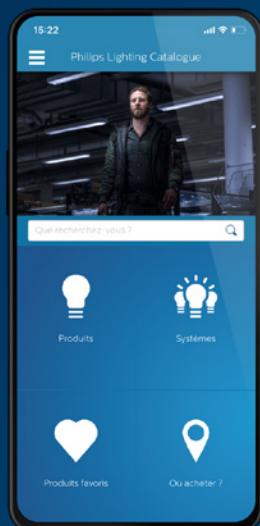 15:22
Philips Lighting Catalogue
Que recherchez-vous ?
Produits
Systèmes
Produits favoris
Où acheter ?